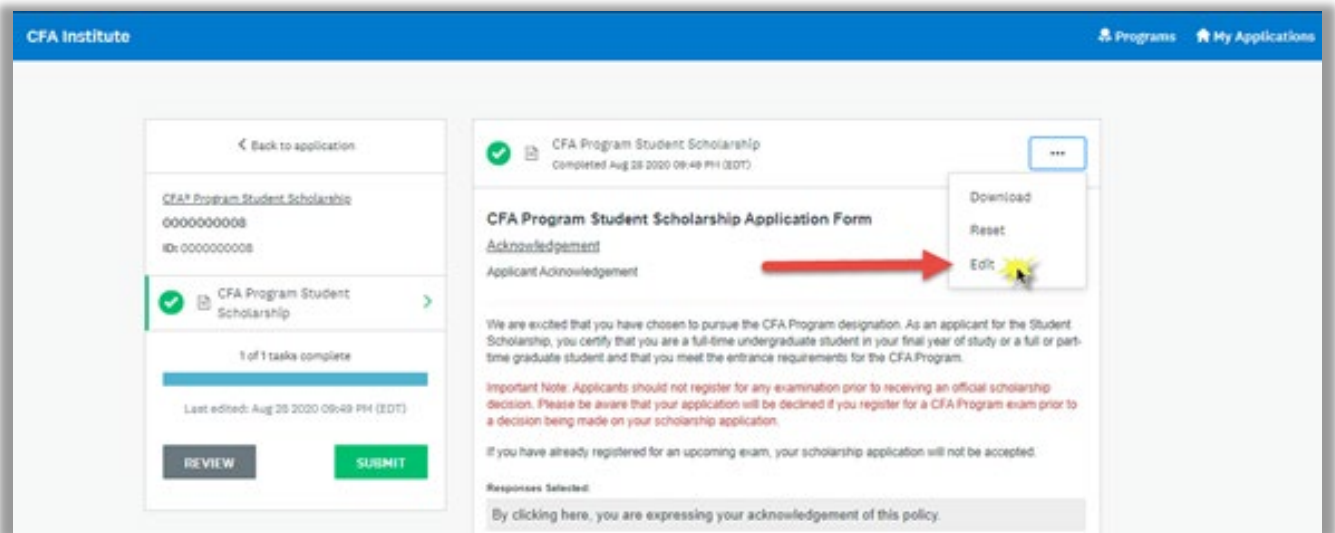 CFA Institute
Programs
My Applications
Back to application
CFA® Program Student Scholarship
0000000008
ID: 0000000008
CFA Program Student
Scholarship
1 of 1 tasks complete
Last edited: Aug 28 2020 09:49 PM (EDT)
REVIEW
SUBMIT
CFA Program Student Scholarship
Completed Aug 28 2020 09:49 PM (EDT)
...
Download
Reset
Edit
CFA Program Student Scholarship Application Form
Acknowledgement
Applicant Acknowledgement
We are excited that you have chosen to pursue the CFA Program designation. As an applicant for the Student
Scholarship, you certify that you are a full-time undergraduate student in your final year of study or a full or part-
time graduate student and that you meet the entrance requirements for the CFA Program.
Important Note: Applicants should not register for any examination prior to receiving an official scholarship
decision. Please be aware that your application will be declined if you register for a CFA Program exam prior to
a decision being made on your scholarship application.
If you have already registered for an upcoming exam, your scholarship application will not be accepted.
Responses Selected:
By clicking here, you are expressing your acknowledgement of this policy.